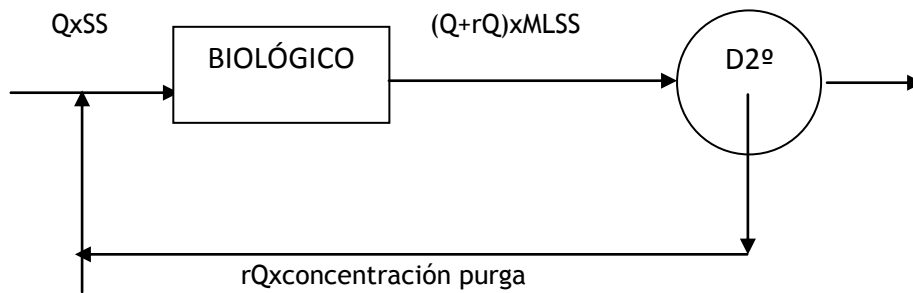 QxSS
(Q+rQ)xMLSS
BIOLÓGICO
D2º
rQxconcentración purga